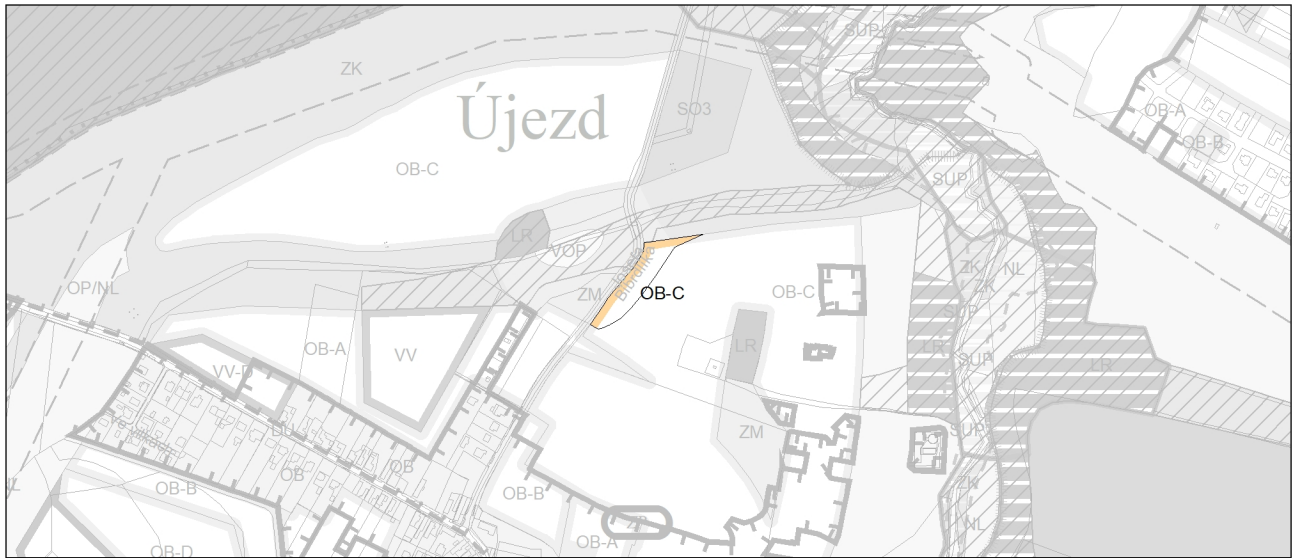 SUP
ZK
Újezd
SO3
OB-A
OB-B
OB-C
SUP
LR
VOP
ZK
NL
ZK
OP/NL
ZM
OB-C
OB-C
SUP
OB-A
VV
LR
LR
VV-D
SUP
LR
ZM
OB
SUP
OB-B
OB
ZK
OB-B
NL
OB-D
OB-A